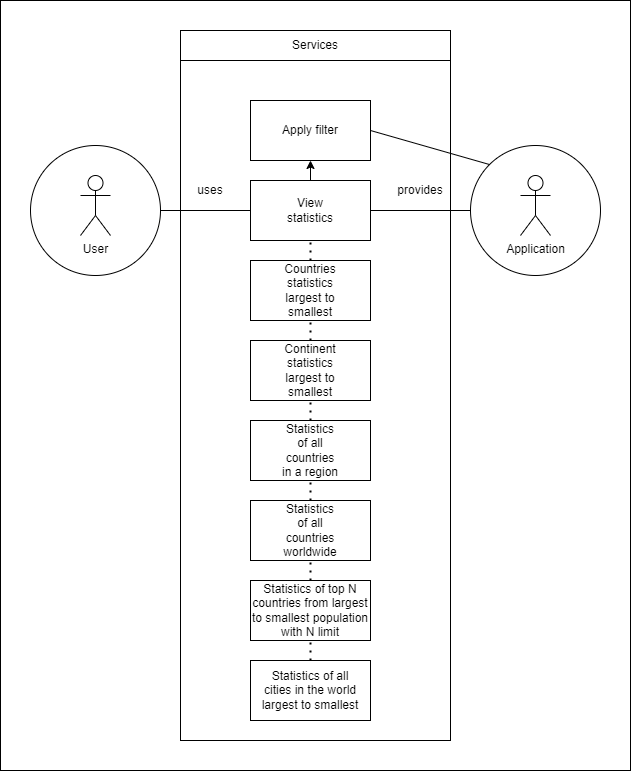 Services
Apply filter
uses
View
statistics
provides
User
Application
Countries
statistics
largest to
smallest
Continent
statistics
largest to
smallest
Statistics
of all
countries
in a region
Statistics
of all
countries
worldwide
Statistics of top N
countries from largest
to smallest population
with N limit
Statistics of all
cities in the world
largest to smallest